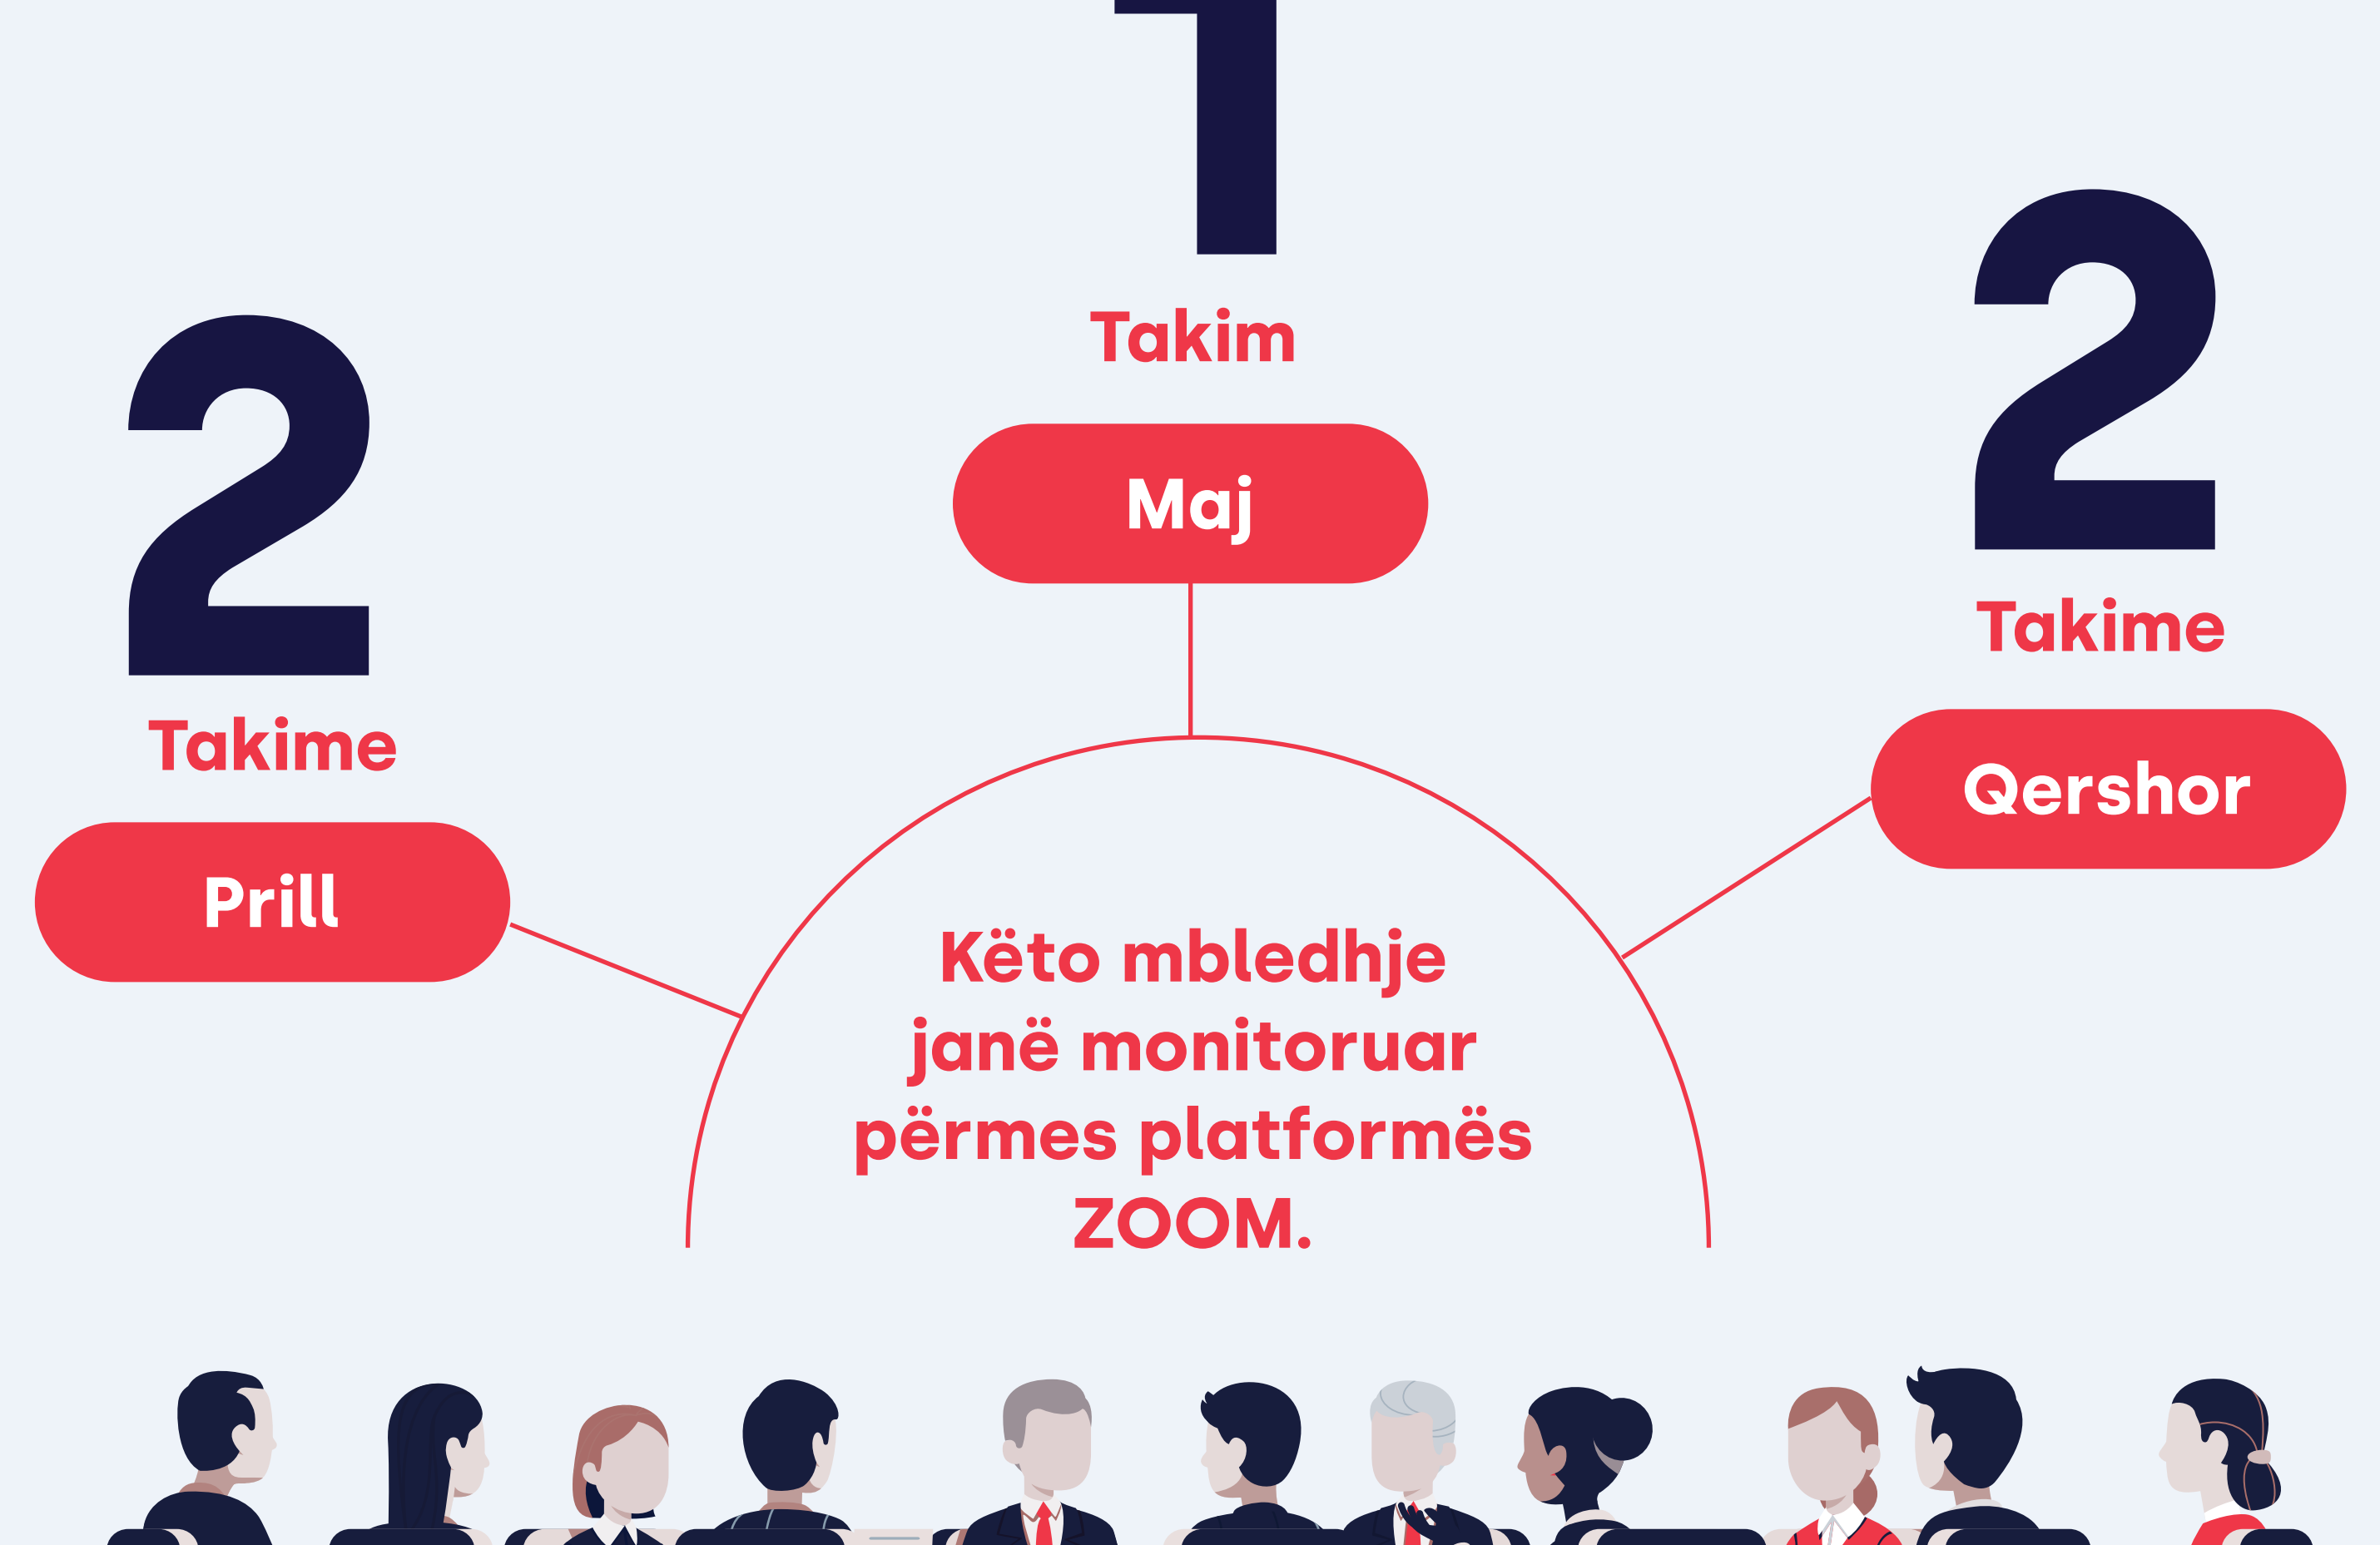 2
Takime
Prill
1
Takim
Maj
2
Takime
Qershor
Këto mbledhje
janë monitoruar
përmes platformës
ZOOM.